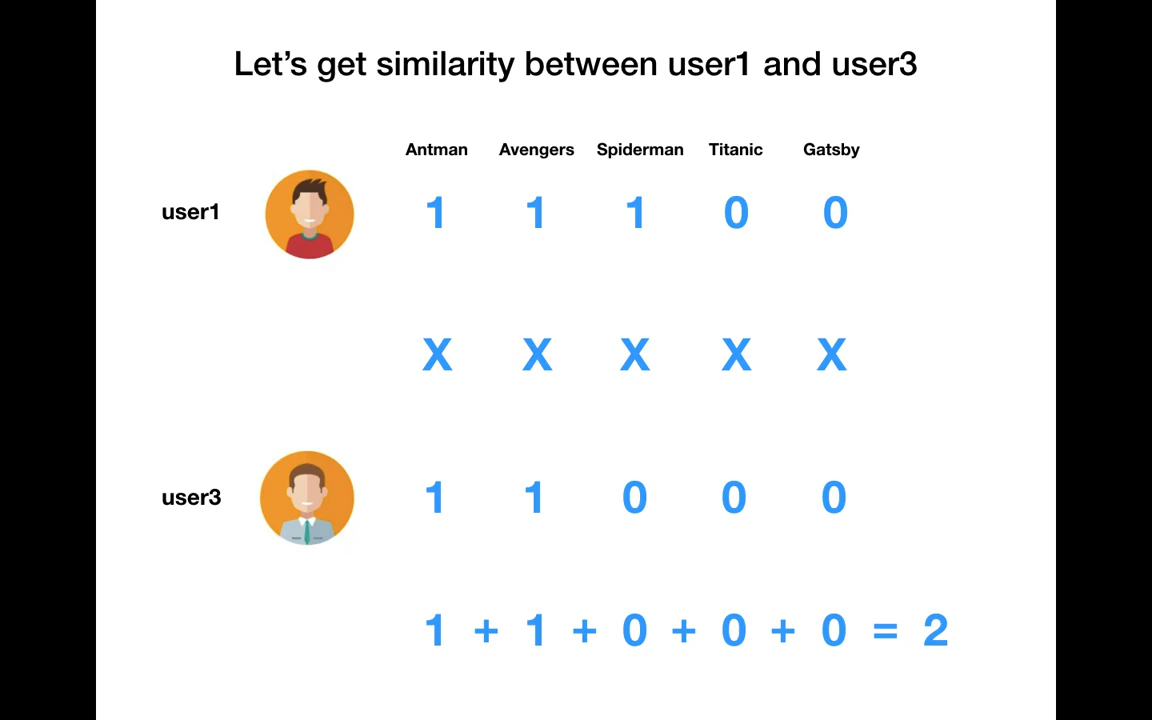 Let’s get similarity between user1 and user3
Antman Avengers Spiderman Titanic Gatsby
user1 1 1 1 0 0
X X X X X
user3 1 1 0 0 0
1 + 1 + 0 + 0 + 0 = 2